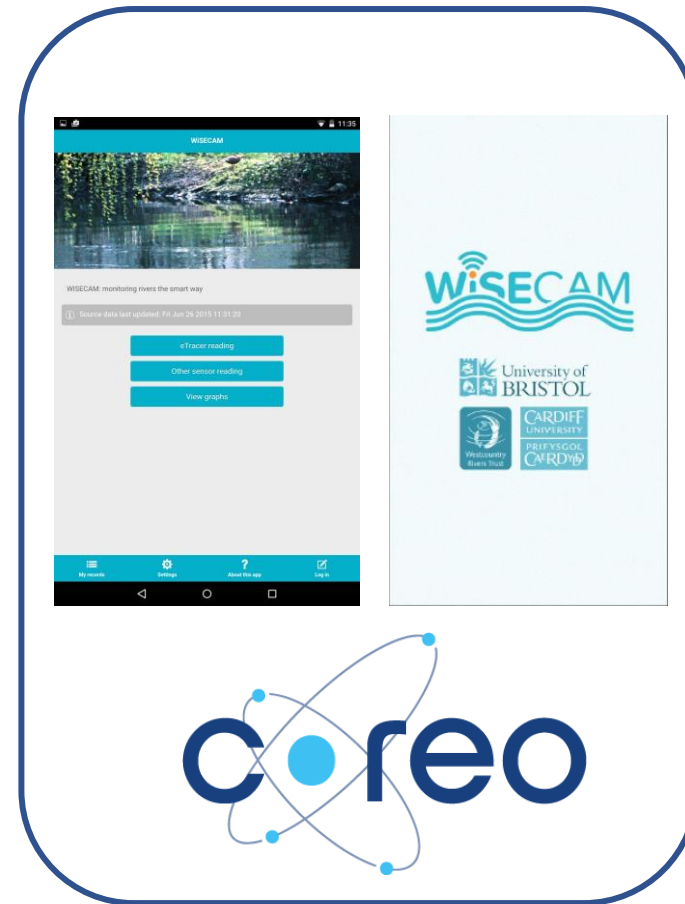 11:35
WiSECAM
WISECAM: monitoring rivers the smart way
Source data last updated: Fri Jun 26 2015 11:31:20
eTracer reading
Other sensor reading
View graphs
My records
Settings
About this app
Log in
WiSECAM
University of
BRISTOL
Westcountry
Rivers Trust
CARDIFF
UNIVERSITY
PRIFYSGOL
CAERDYDD
coreo